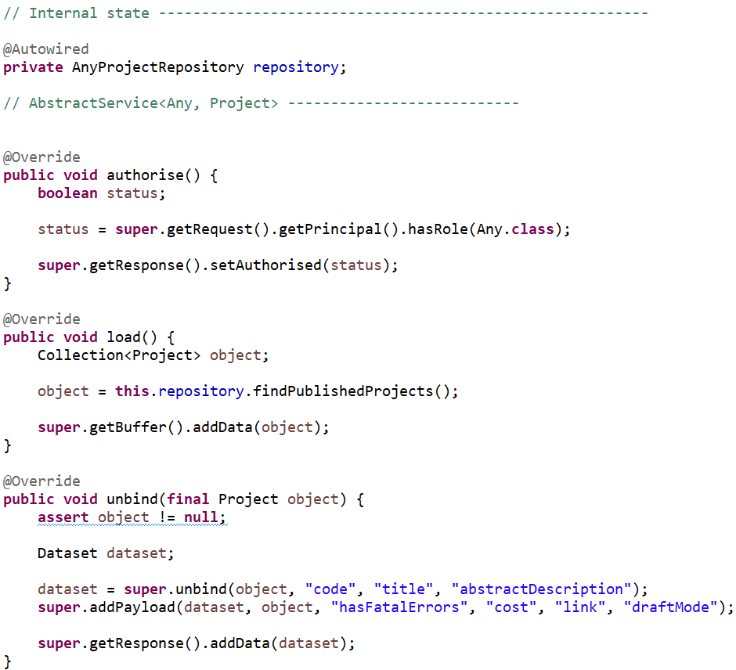 // Internal state ---------------------------------------------------------
@Autowired
private AnyProjectRepository repository;
// AbstractService<Any, Project> ---------------------------
@Override
public void authorise() {
    boolean status;
    status = super.getRequest().getPrincipal().hasRole(Any.class);
    super.getResponse().setAuthorised(status);
}
@Override
public void load() {
    Collection<Project> object;
    object = this.repository.findPublishedProjects();
    super.getBuffer().addData(object);
}
@Override
public void unbind(final Project object) {
    assert object != null;
    Dataset dataset;
    dataset = super.unbind(object, "code", "title", "abstractDescription");
    super.addPayload(dataset, object, "hasFatalErrors", "cost", "link", "draftMode");
    super.getResponse().addData(dataset);
}